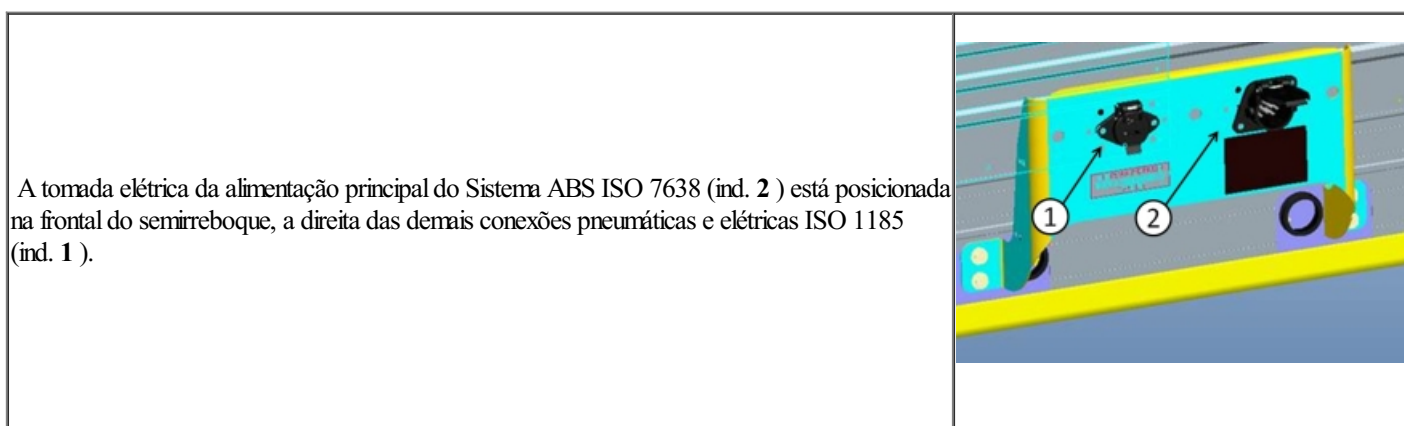 A tomada elétrica da alimentação principal do Sistema ABS ISO 7638 (ind. 2 ) está posicionada
na frontal do semirreboque, a direita das demais conexões pneumáticas e elétricas ISO 1185
(ind. 1 ).
1
2